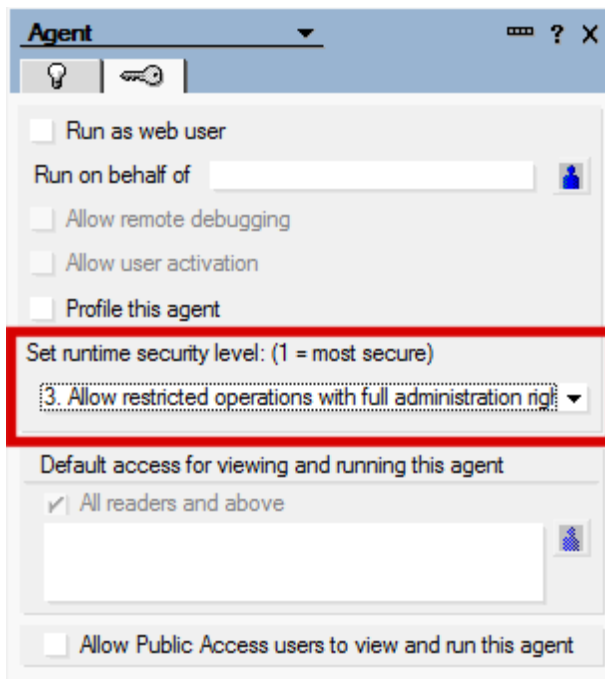 Agent
? X
Run as web user
Run on behalf of
Allow remote debugging
Allow user activation
Profile this agent
Set runtime security level: (1 = most secure)
3. Allow restricted operations with full administration rigl
Default access for viewing and running this agent
All readers and above
Allow Public Access users to view and run this agent